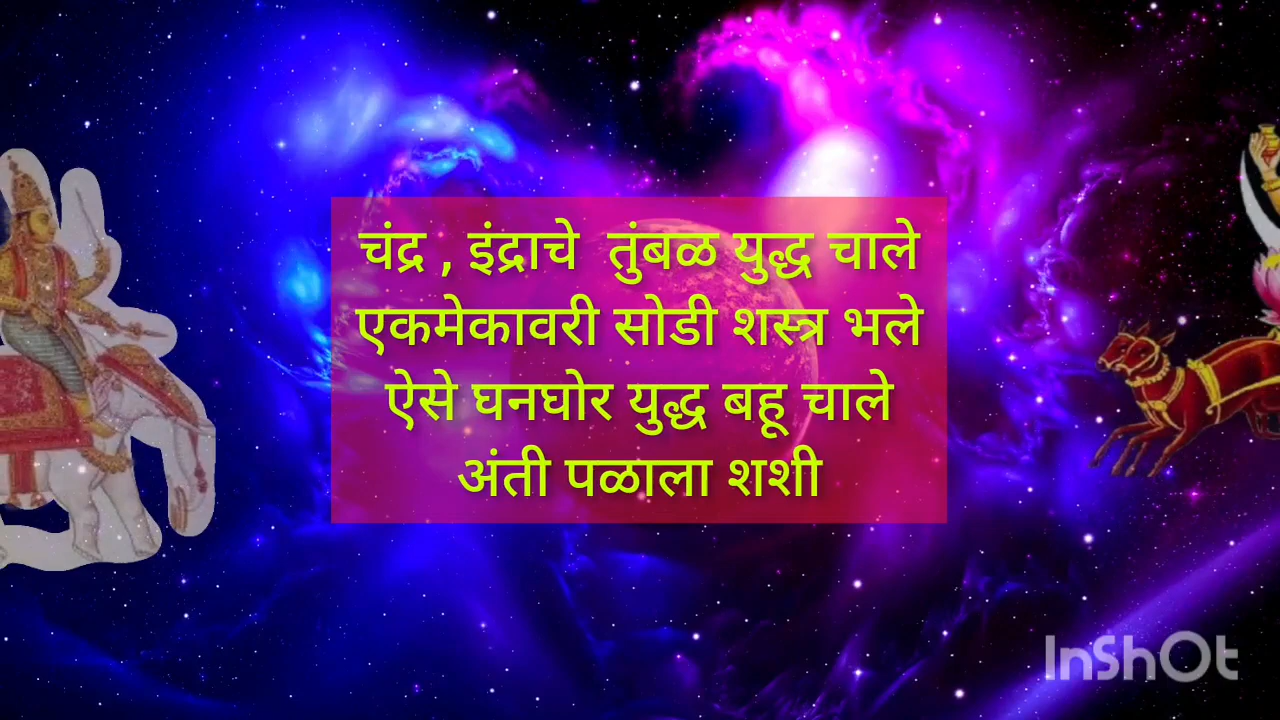 चंद्र , इंद्राचे  तुंबळ युद्ध चाले
एकमेकावरी सोडी शस्त्र भले
ऐसे घनघोर युद्ध बहू चाले
अंती पळाला शशी
InShOt